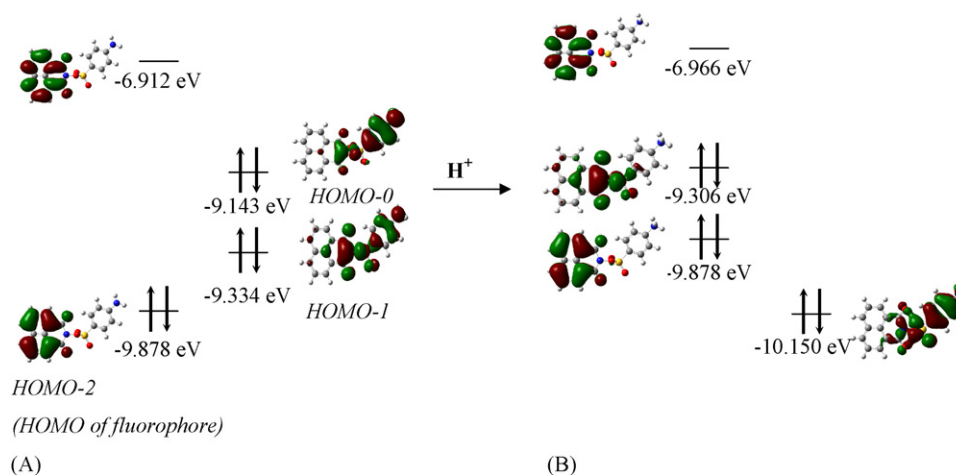 -6.912 eV
-9.143 eV
HOMO-0
-9.334 eV
HOMO-1
-9.878 eV
HOMO-2
(HOMO of fluorophore)
(A)
H+
-6.966 eV
-9.306 eV
-9.878 eV
-10.150 eV
(B)